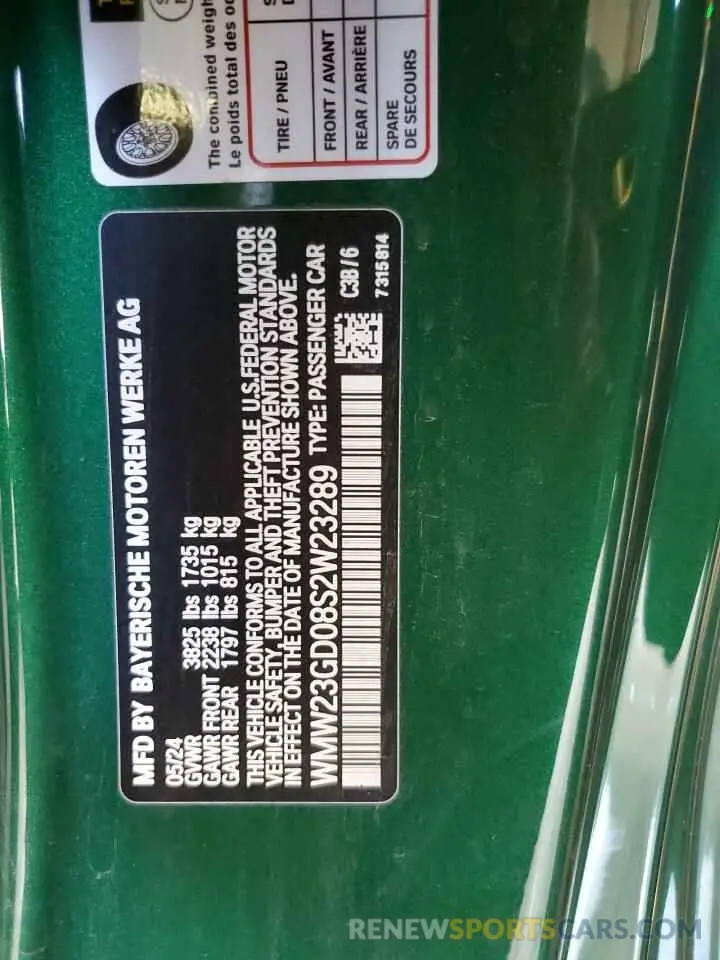 The combined weight
Le poids total des oc
TIRE / PNEU
FRONT / AVANT
REAR / ARRIÈRE
SPARE
DE SECOURS
MFD BY BAYERISCHE MOTOREN WERKE AG
05/24
GVWR 3825 lbs 1735 kg
GAWR FRONT 2238 lbs 1015 kg
GAWR REAR 1797 lbs 815 kg
THIS VEHICLE CONFORMS TO ALL APPLICABLE U.S.FEDERAL MOTOR
VEHICLE SAFETY, BUMPER AND THEFT PREVENTION STANDARDS
IN EFFECT ON THE DATE OF MANUFACTURE SHOWN ABOVE.
WMW23GD08S2W23289 TYPE: PASSENGER CAR
C3B/6
7315814
RENEWSPORTSCARS.COM